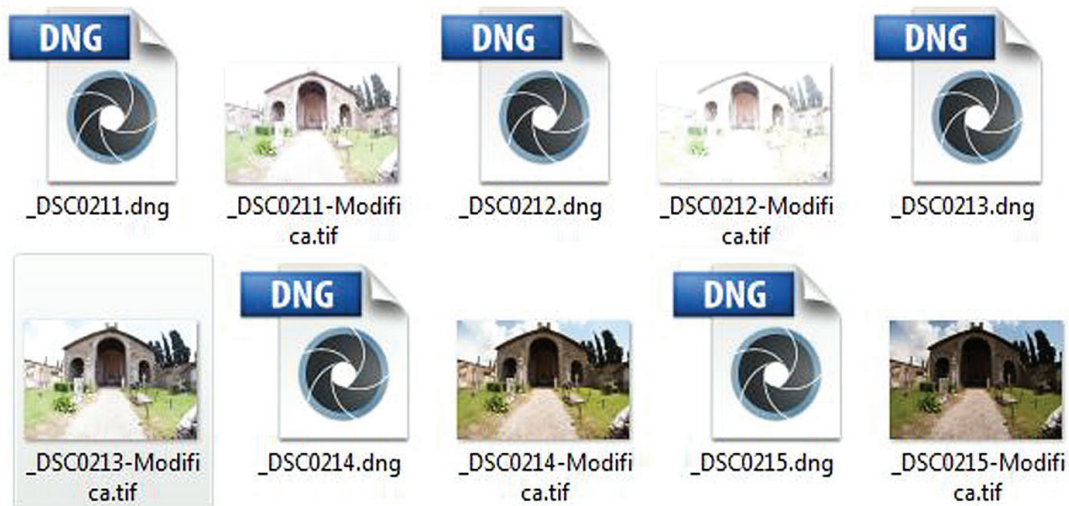 DNG
DNG
DNG
_DSC0211.dng
_DSC0211-Modifi
ca.tif
_DSC0212.dng
_DSC0212-Modifi
ca.tif
_DSC0213.dng
DNG
DNG
_DSC0213-Modifi
ca.tif
_DSC0214.dng
_DSC0214-Modifi
ca.tif
_DSC0215.dng
_DSC0215-Modifi
ca.tif